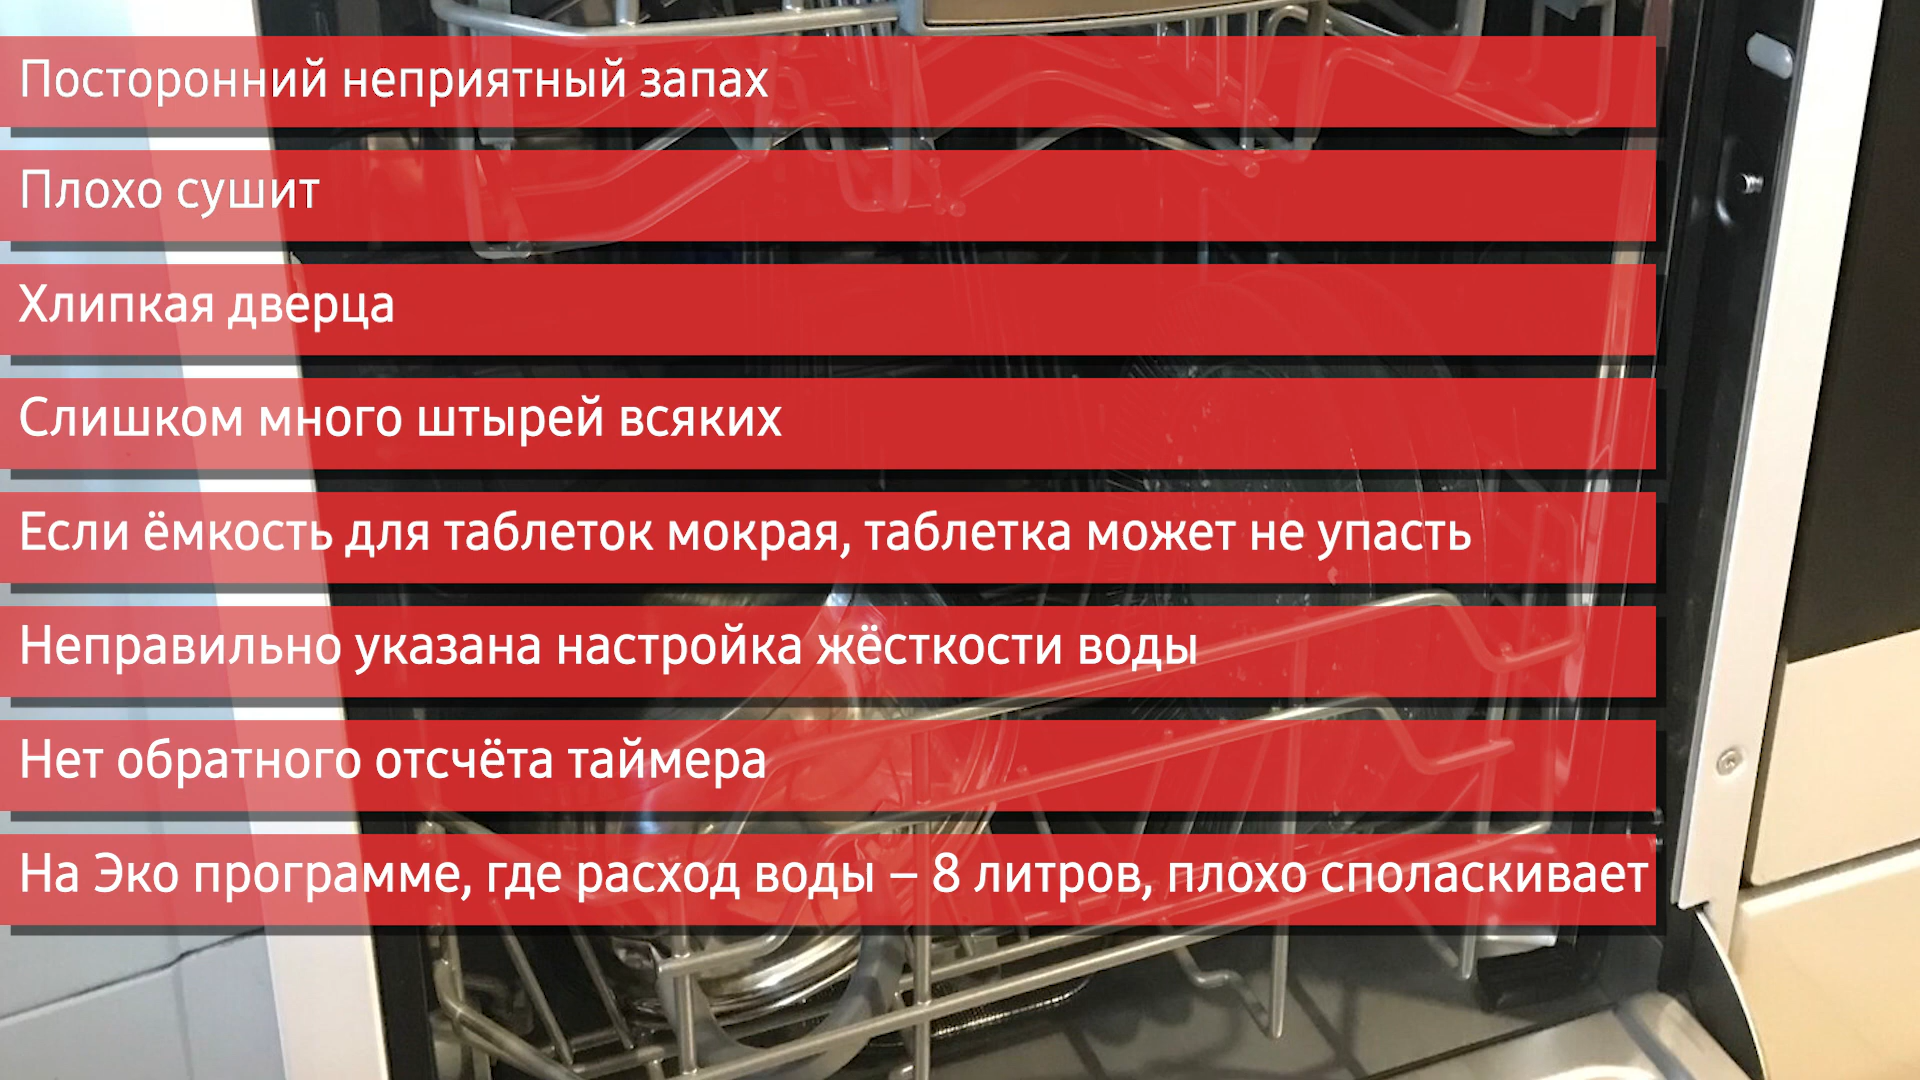 Посторонний неприятный запах
Плохо сушит
Хлипкая дверца
Слишком много штырей всяких
Если ёмкость для таблеток мокрая, таблетка может не упасть
Неправильно указана настройка жёсткости воды
Нет обратного отсчёта таймера
На Эко программе, где расход воды – 8 литров, плохо споласкивает